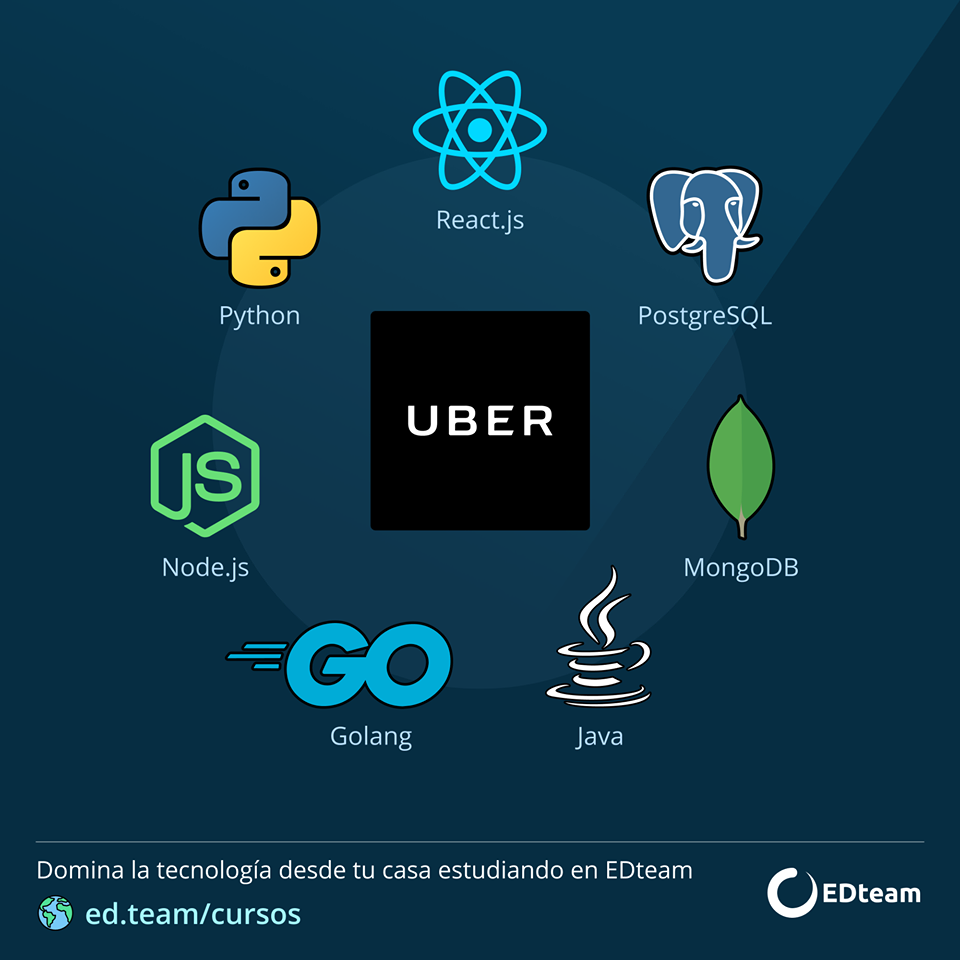 React.js
Python
PostgreSQL
UBER
JS
Node.js
MongoDB
GO
Golang
Java
Domina la tecnología desde tu casa estudiando en EDteam
ed.team/cursos
EDteam